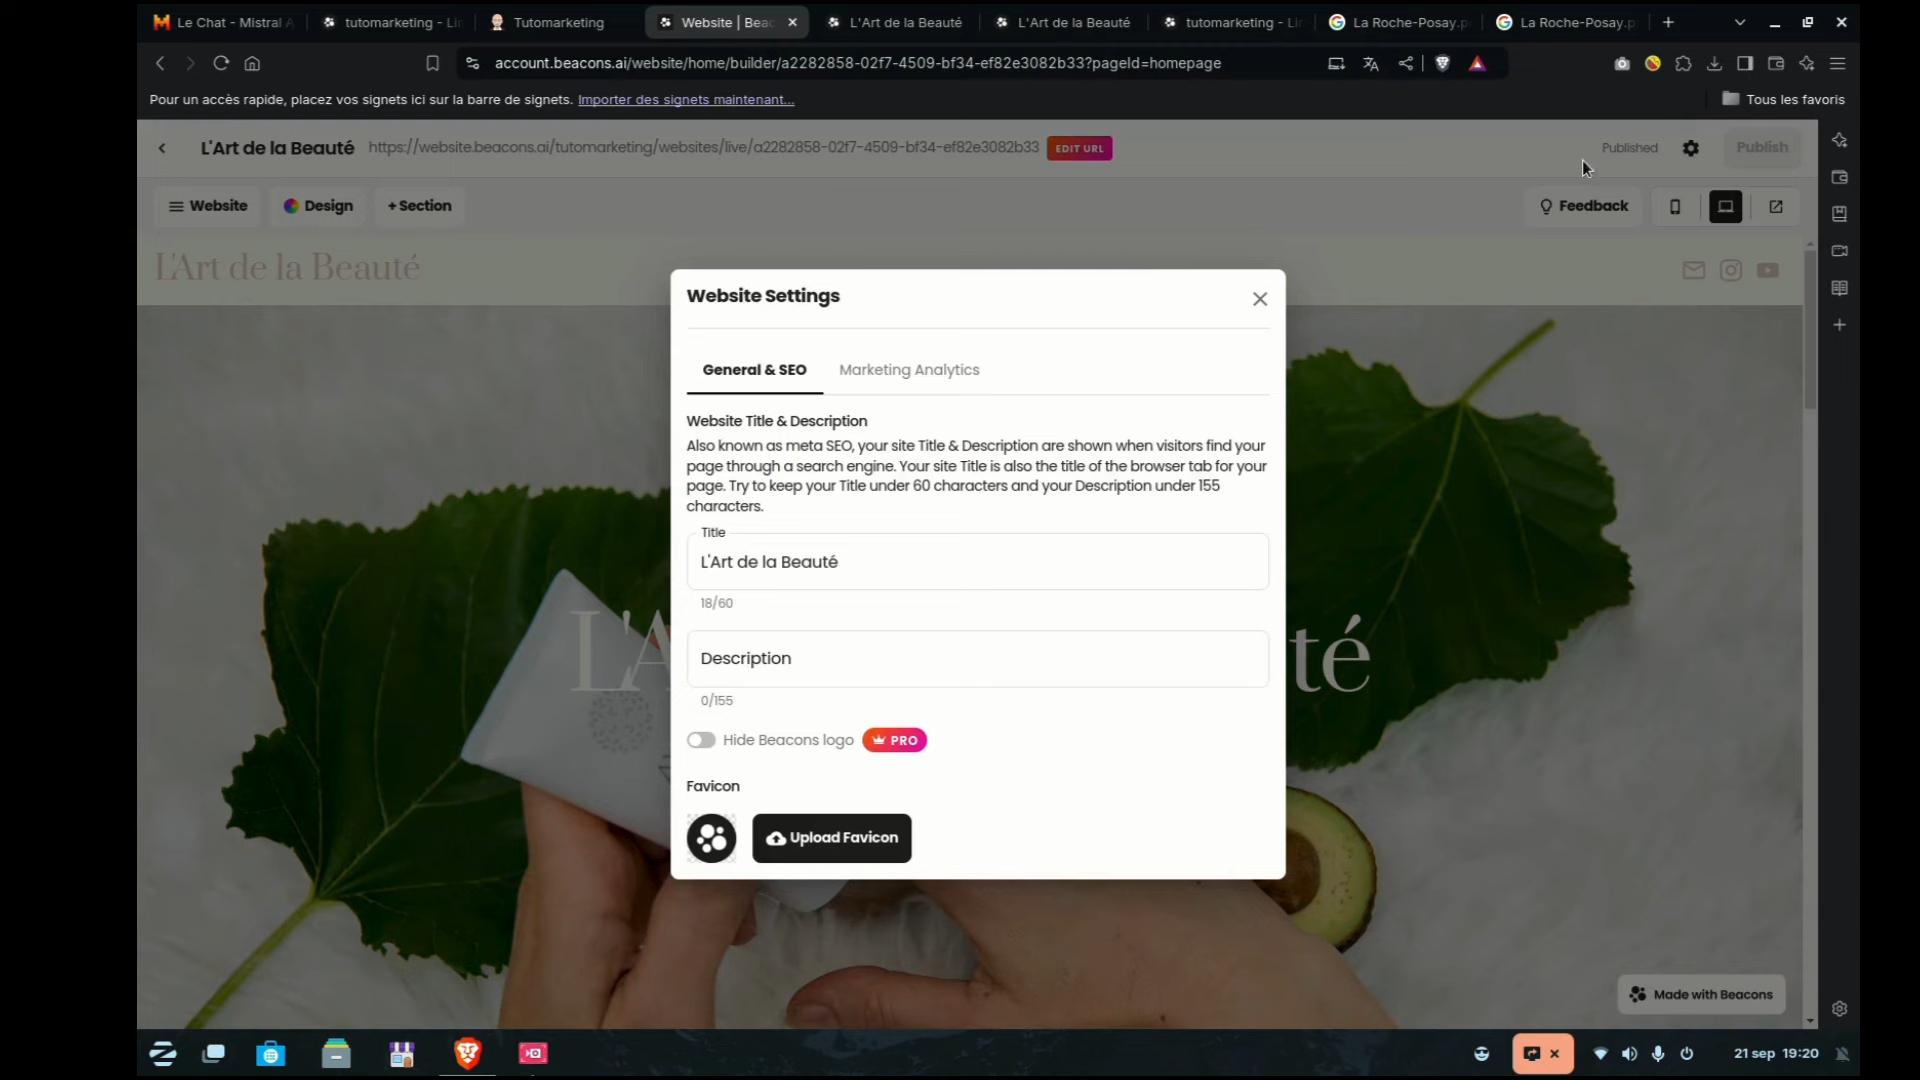 Le Chat - Mistral A
tutomarketing - Lin
Tutomarketing
Website | Beac
L'Art de la Beauté
L'Art de la Beauté
tutomarketing - Lin
La Roche-Posay.p
La Roche-Posay.p
account.beacons.ai/website/home/builder/a2282858-02f7-4509-bf34-ef82e3082b33?pageId=homepage
Pour un accès rapide, placez vos signets ici sur la barre de signets. Importer des signets maintenant...
Tous les favoris
L'Art de la Beauté
https://website.beacons.ai/tutomarketing/websites/live/a2282858-02f7-4509-bf34-ef82e3082b33
EDIT URL
Published
Publish
Website
Design
+ Section
Feedback
L'Art de la Beauté
Website Settings
General & SEO
Marketing Analytics
Website Title & Description
Also known as meta SEO, your site Title & Description are shown when visitors find your
page through a search engine. Your site Title is also the title of the browser tab for your
page. Try to keep your Title under 60 characters and your Description under 155
characters.
Title
L'Art de la Beauté
18/60
L'A
té
Description
0/155
Hide Beacons logo
PRO
Favicon
Upload Favicon
Made with Beacons
21 sep 19:20